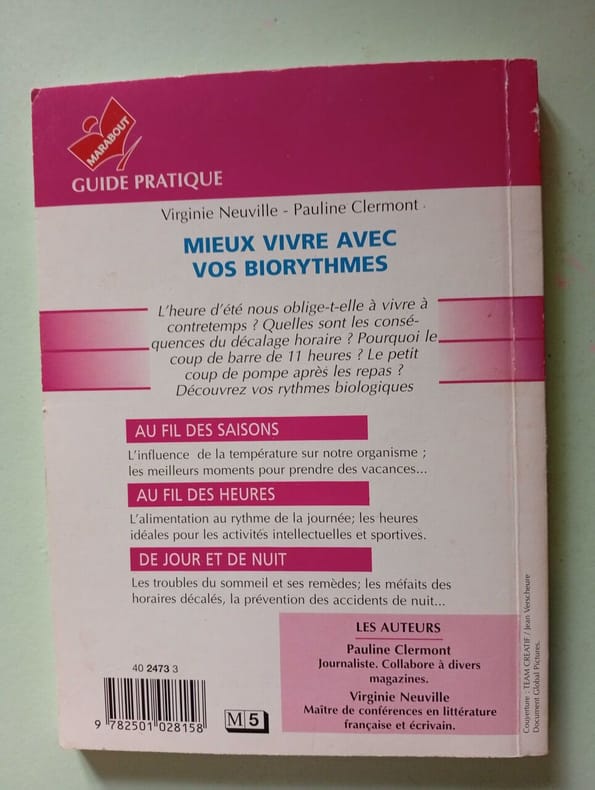 MARABOUT
GUIDE PRATIQUE
Virginie Neuville - Pauline Clermont
MIEUX VIVRE AVEC
VOS BIORYTHMES
L'heure d'été nous oblige-t-elle à vivre à
contretemps ? Quelles sont les consé-
quences du décalage horaire ? Pourquoi le
coup de barre de 11 heures ? Le petit
coup de pompe après les repas ?
Découvrez vos rythmes biologiques
AU FIL DES SAISONS
L'influence de la température sur notre organisme ;
les meilleurs moments pour prendre des vacances...
AU FIL DES HEURES
L'alimentation au rythme de la journée; les heures
idéales pour les activités intellectuelles et sportives.
DE JOUR ET DE NUIT
Les troubles du sommeil et ses remèdes; les méfaits des
horaires décalés, la prévention des accidents de nuit...
LES AUTEURS
Pauline Clermont
Journaliste. Collabore à divers
magazines.
Virginie Neuville
Maître de conférences en littérature
française et écrivain.
40 2473 3
9 782501 028158
M 5
Couverture : TEAM CREATIF / Jean Verscheure
Document Global Pictures.